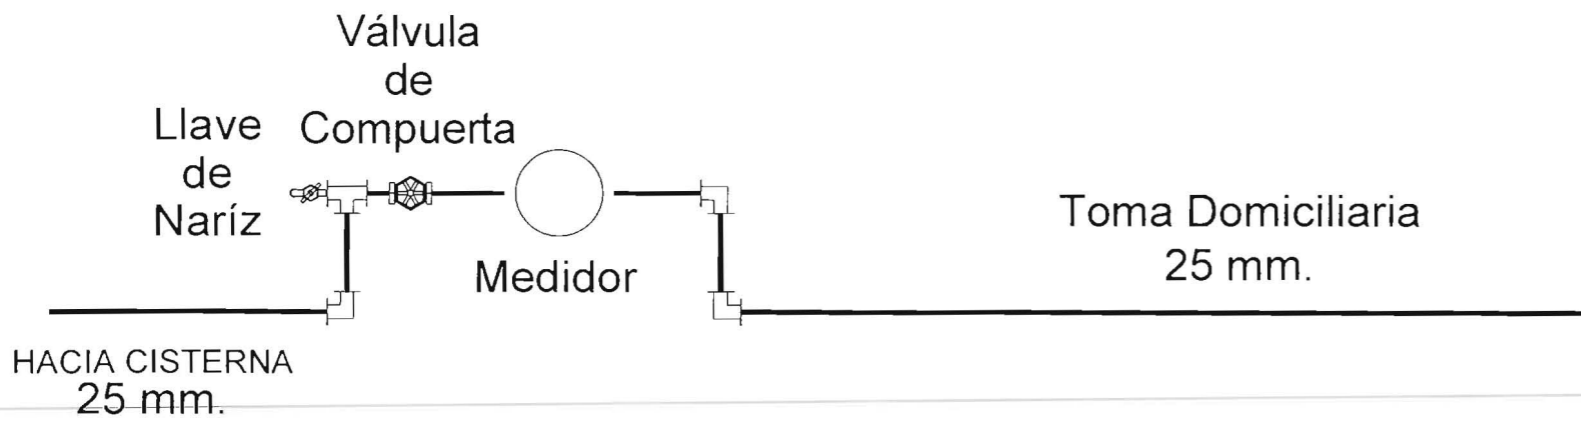 Válvula
de
Compuerta
Llave
de
Naríz
Medidor
Toma Domiciliaria
25 mm.
HACIA CISTERNA
25 mm.